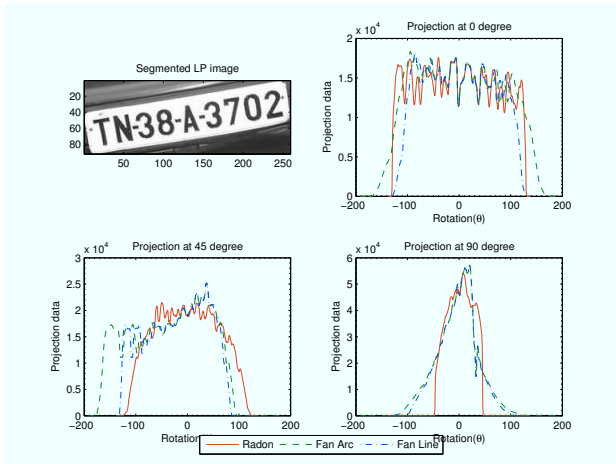 Segmented LP image
20
40
60
80
TN-38-A-3702
50 100 150 200 250
Projection at 0 degree
x 10^4
2
1.5
1
0.5
0
Projection data
−200 −100 0 100 200
Rotation(θ)
Projection at 45 degree
x 10^4
3
2.5
2
1.5
1
0.5
0
Projection data
−200 −100 0 100 200
Rotation
Projection at 90 degree
x 10^4
6
5
4
3
2
1
0
Projection data
−200 −100 0 100 200
Rotation(θ)
Radon Fan Arc Fan Line